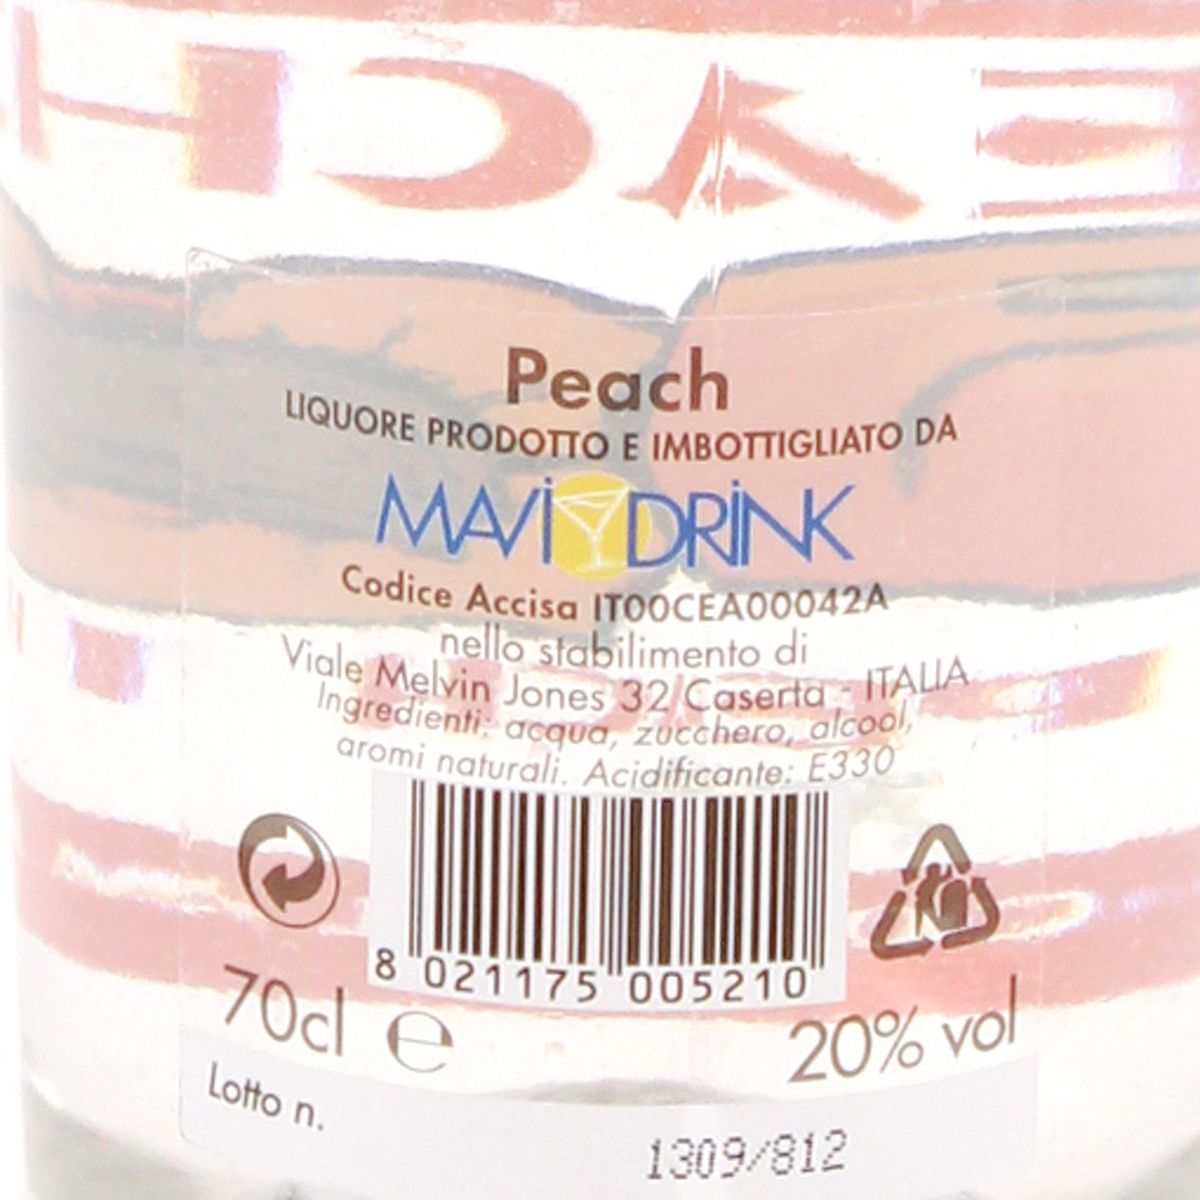 Peach
LIQUORE PRODOTTO E IMBOTTIGLIATO DA
MAVI DRINK
Codice Accisa IT00CEA00042A
nello stabilimento di
Viale Melvin Jones 32 Caserta - ITALIA
Ingredienti: acqua, zucchero, alcool,
aromi naturali. Acidificante: E330
8 021175 005210
70cl e
20% vol
Lotto n.
1309/812